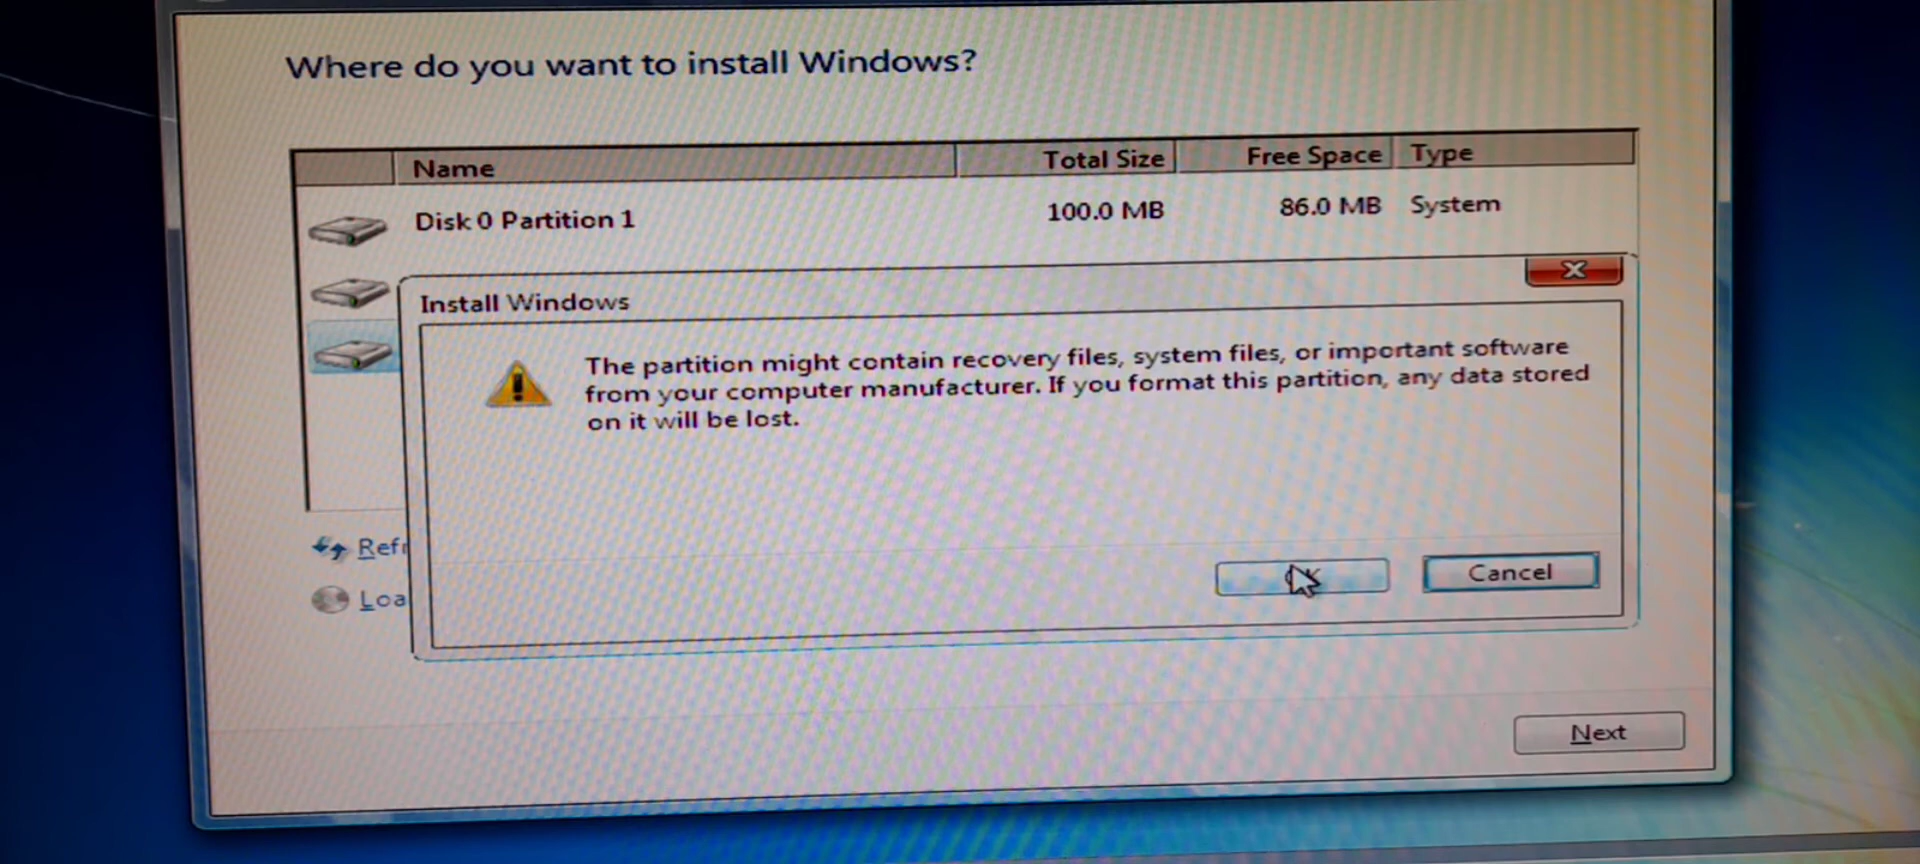 Where do you want to install Windows?
Name Total Size Free Space Type
Disk 0 Partition 1 100.0 MB 86.0 MB System
Install Windows
The partition might contain recovery files, system files, or important software
from your computer manufacturer. If you format this partition, any data stored
on it will be lost.
Cancel
Next